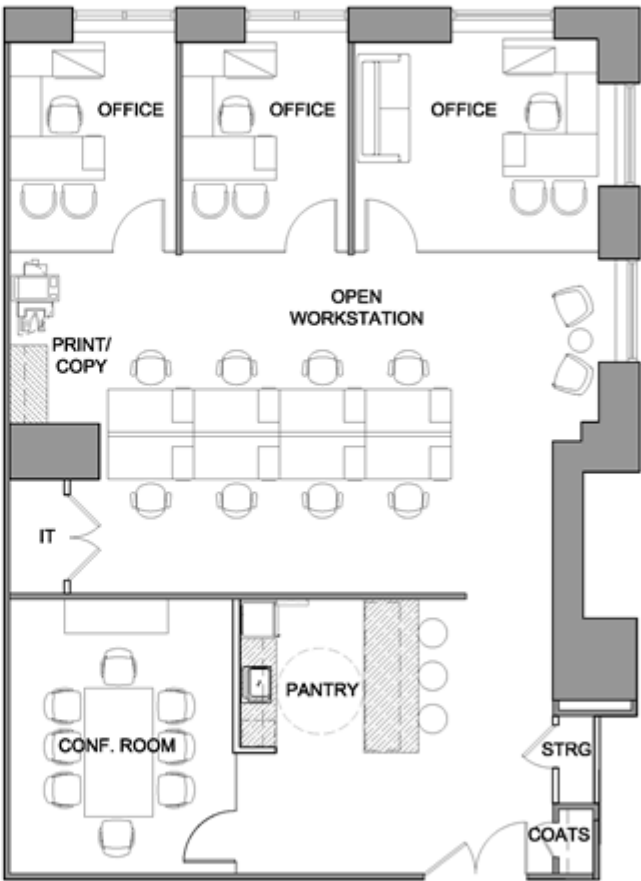 OFFICE
OFFICE
OFFICE
OPEN
WORKSTATION
PRINT/
COPY
IT
PANTRY
CONF. ROOM
STRG
COATS